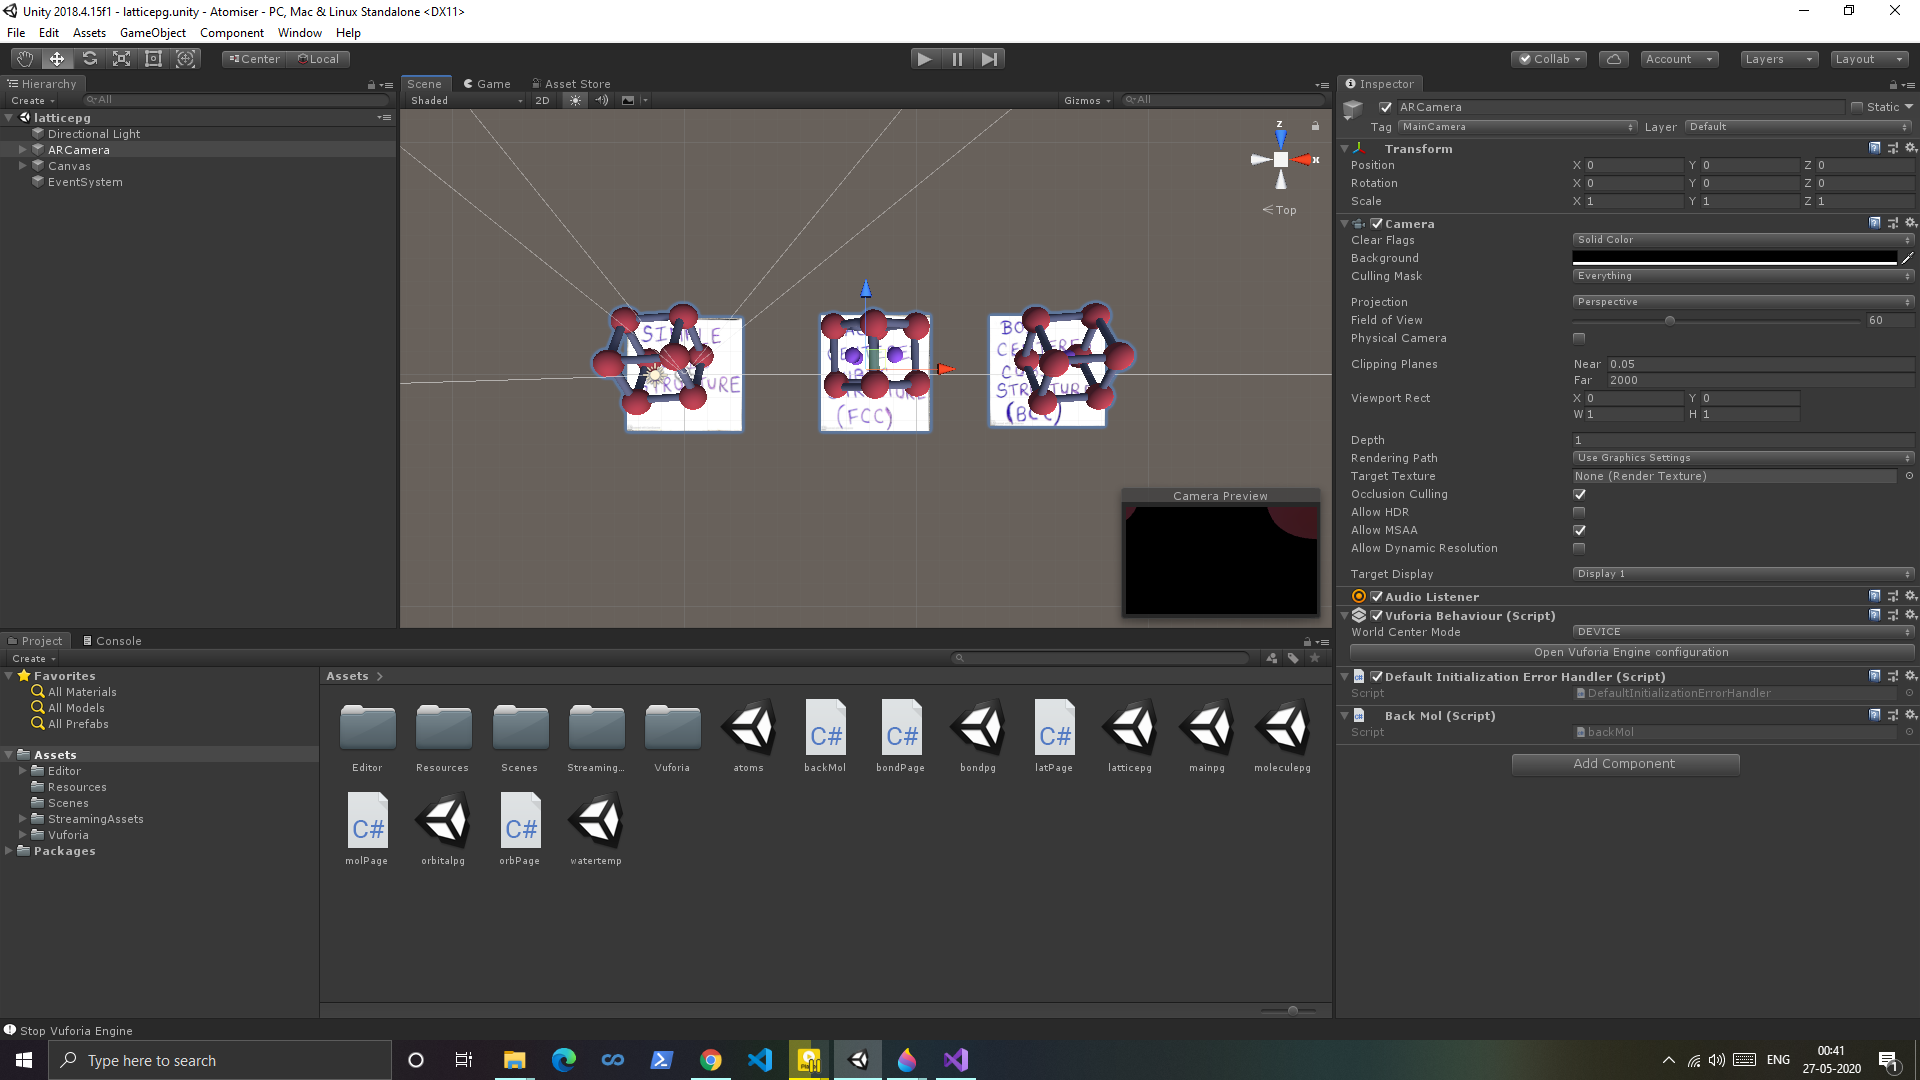 Unity 2018.4.15f1 - latticepg.unity - Atomiser - PC, Mac & Linux Standalone <DX11>
File Edit Assets GameObject Component Window Help
Center Local
Collab Account Layers Layout
Hierarchy
Create All
latticepg
Directional Light
ARCamera
Canvas
EventSystem
Scene Game Asset Store
Shaded 2D Gizmos All
z
x
Top
SIMPLE
STRUCTURE
CENTERED
STRUCTURE
(FCC)
CENTERED
STRUCTURE
(BCC)
Camera Preview
Inspector
ARCamera Static
Tag MainCamera Layer Default
Transform
Position X 0 Y 0 Z 0
Rotation X 0 Y 0 Z 0
Scale X 1 Y 1 Z 1
Camera
Clear Flags Solid Color
Background
Culling Mask Everything
Projection Perspective
Field of View 60
Physical Camera
Clipping Planes Near 0.05
Far 2000
Viewport Rect X 0 Y 0
W 1 H 1
Depth 1
Rendering Path Use Graphics Settings
Target Texture None (Render Texture)
Occlusion Culling
Allow HDR
Allow MSAA
Allow Dynamic Resolution
Target Display Display 1
Audio Listener
Vuforia Behaviour (Script)
World Center Mode DEVICE
Open Vuforia Engine configuration
Default Initialization Error Handler (Script)
Script DefaultInitializationErrorHandler
Back Mol (Script)
Script backMol
Add Component
Project Console
Create
Favorites
All Materials
All Models
All Prefabs
Assets
Editor
Resources
Scenes
StreamingAssets
Vuforia
Packages
Assets
C# C# C#
Editor Resources Scenes Streaming... Vuforia atoms backMol bondPage bondpg latPage latticepg mainpg moleculepg
C# C#
molPage orbitalpg orbPage watertemp
Stop Vuforia Engine
Type here to search
ENG
00:41
27-05-2020
1